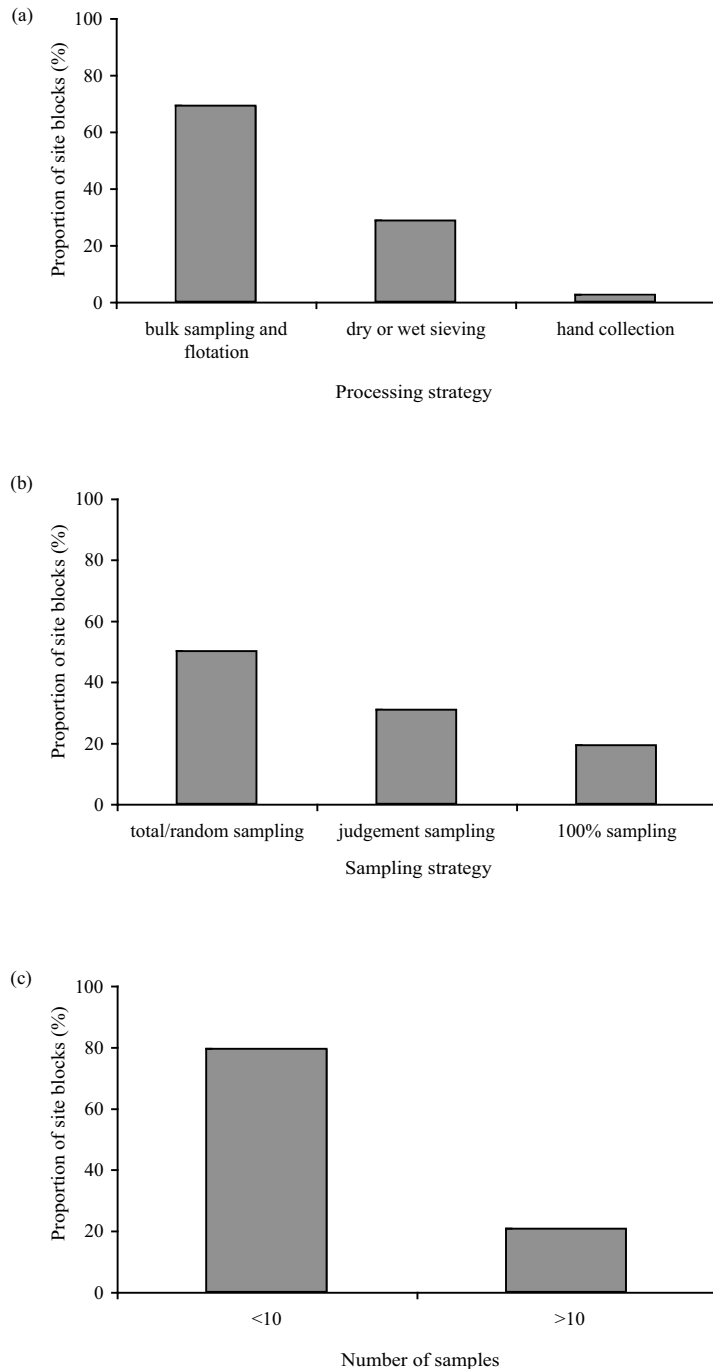 (a)
Proportion of site blocks (%)
100
80
60
40
20
0
bulk sampling and
flotation
dry or wet sieving
hand collection
Processing strategy
(b)
Proportion of site blocks (%)
100
80
60
40
20
0
total/random sampling
judgement sampling
100% sampling
Sampling strategy
(c)
Proportion of site blocks (%)
100
80
60
40
20
0
<10
>10
Number of samples